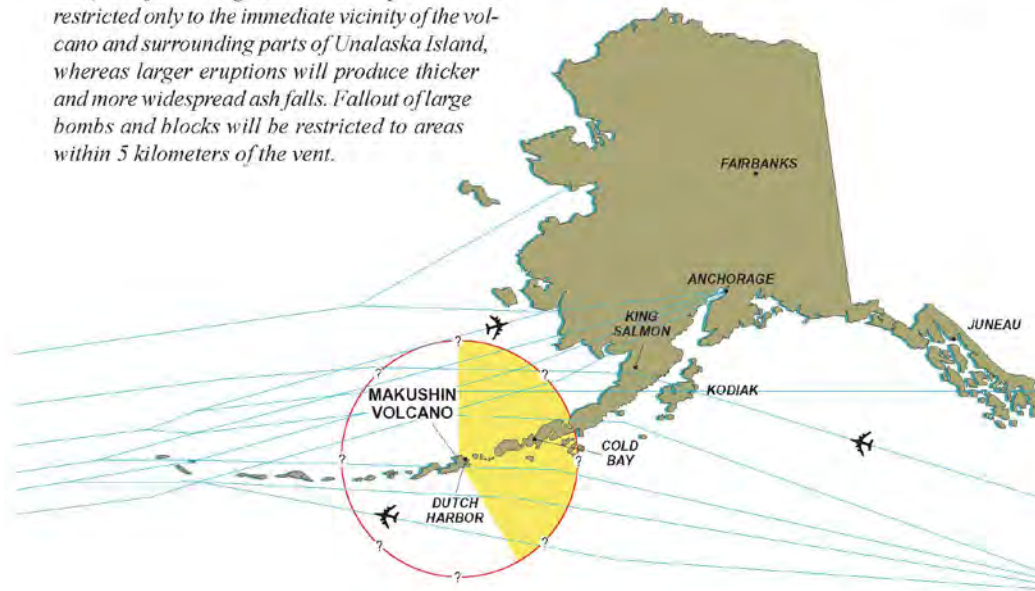 restricted only to the immediate vicinity of the vol-
cano and surrounding parts of Unalaska Island,
whereas larger eruptions will produce thicker
and more widespread ash falls. Fallout of large
bombs and blocks will be restricted to areas
within 5 kilometers of the vent.
FAIRBANKS
ANCHORAGE
KING
SALMON
JUNEAU
?
?
?
MAKUSHIN
VOLCANO
KODIAK
COLD
BAY
?
?
DUTCH
HARBOR
?
?
?